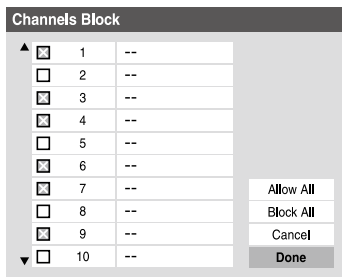 Channels Block
1 --
2 --
3 --
4 --
5 --
6 --
7 -- Allow All
8 -- Block All
9 -- Cancel
10 -- Done